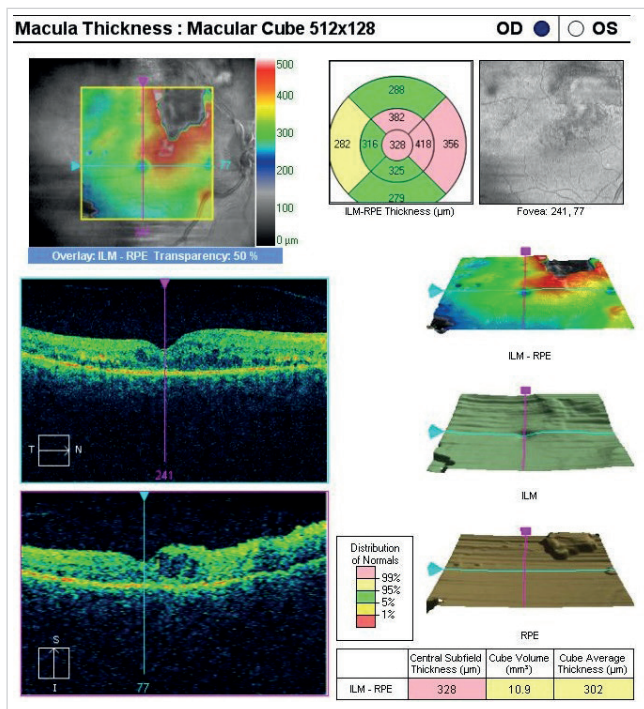 Macula Thickness : Macular Cube 512x128 OD OS
500
400
300
200
100
0 µm
77
Overlay: ILM - RPE Transparency: 50 %
288
382
282 316 328 418 356
325
279
ILM-RPE Thickness (µm)
Fovea: 241, 77
ILM - RPE
T N
241
ILM
S
I
77
Distribution
of Normals
99%
95%
5%
1%
RPE
Central Subfield Thickness (µm) Cube Volume (mm³) Cube Average Thickness (µm)
ILM - RPE 328 10.9 302